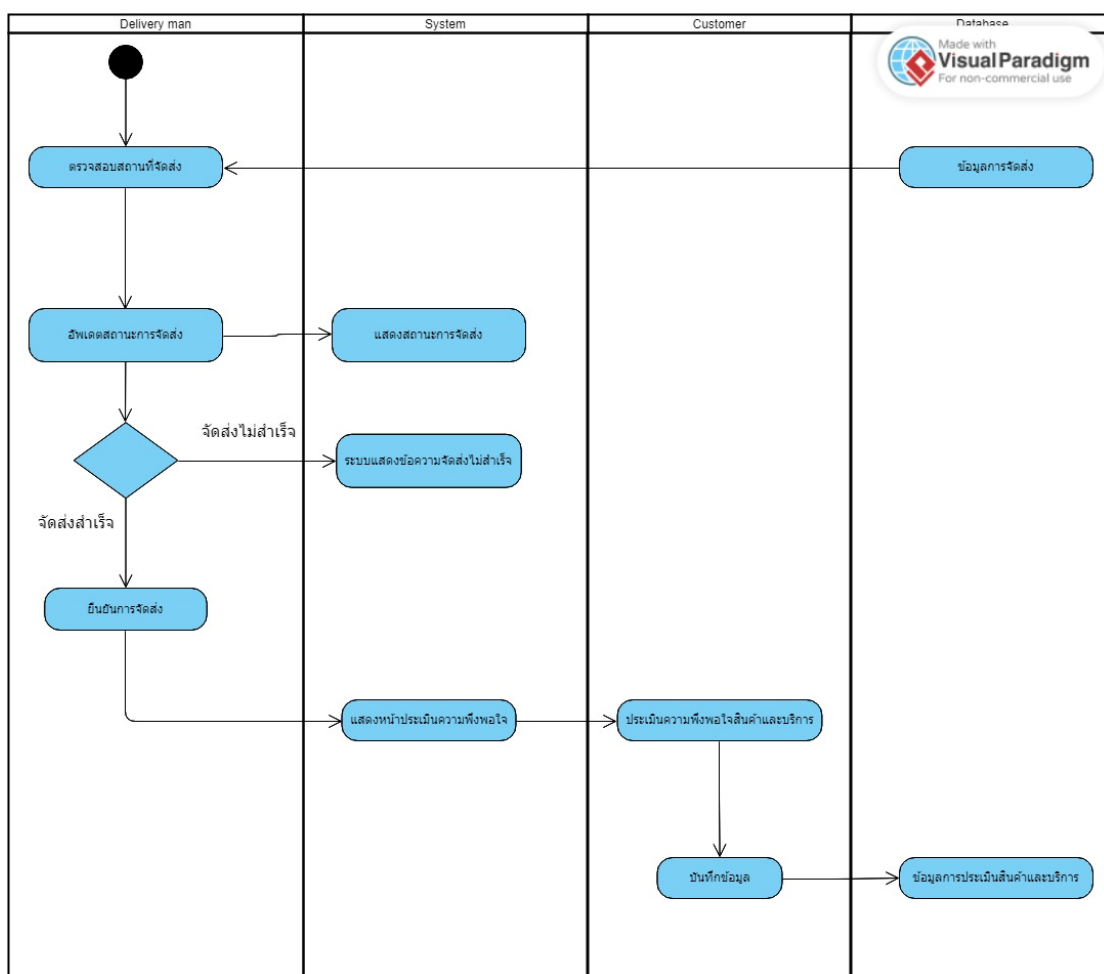 Delivery man
System
Customer
Database
Made with
Visual Paradigm
For non-commercial use
ตรวจสอบสถานที่จัดส่ง
ข้อมูลการจัดส่ง
อัพเดตสถานะการจัดส่ง
แสดงสถานะการจัดส่ง
จัดส่งไม่สำเร็จ
ระบบแสดงข้อความจัดส่งไม่สำเร็จ
จัดส่งสำเร็จ
ยืนยันการจัดส่ง
แสดงหน้าประเมินความพึงพอใจ
ประเมินความพึงพอใจสินค้าและบริการ
บันทึกข้อมูล
ข้อมูลการประเมินสินค้าและบริการ